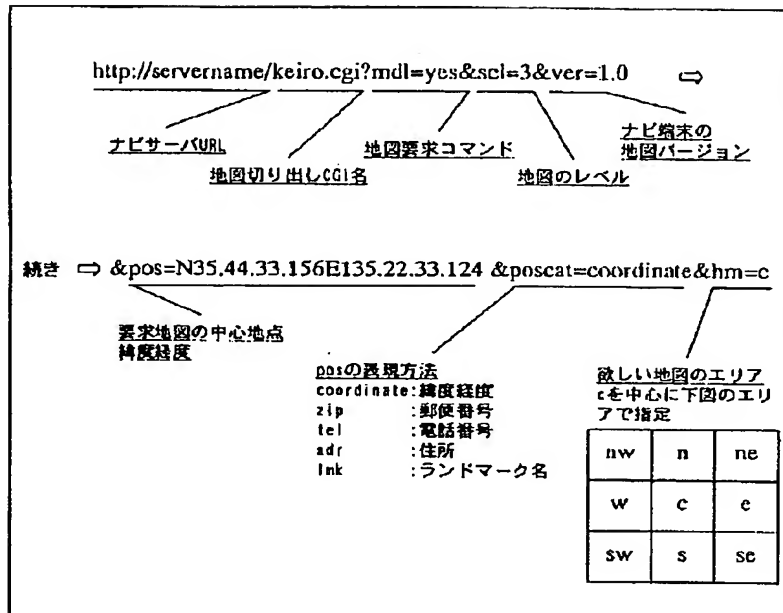 http://servername/keiro.cgi?mdl=yes&scl=3&ver=1.0 ⇨
ナビサーバURL
地図切り出しCGI名
地図要求コマンド
地図のレベル
ナビ端末の
地図バージョン
続き ⇨ &pos=N35.44.33.156E135.22.33.124 &poscat=coordinate&hm=c
要求地図の中心地点
緯度経度
posの表現方法
coordinate:緯度経度
zip :郵便番号
tel :電話番号
adr :住所
lnk :ランドマーク名
欲しい地図のエリア
cを中心に下図のエリ
アで指定
nw n ne
w c e
sw s se